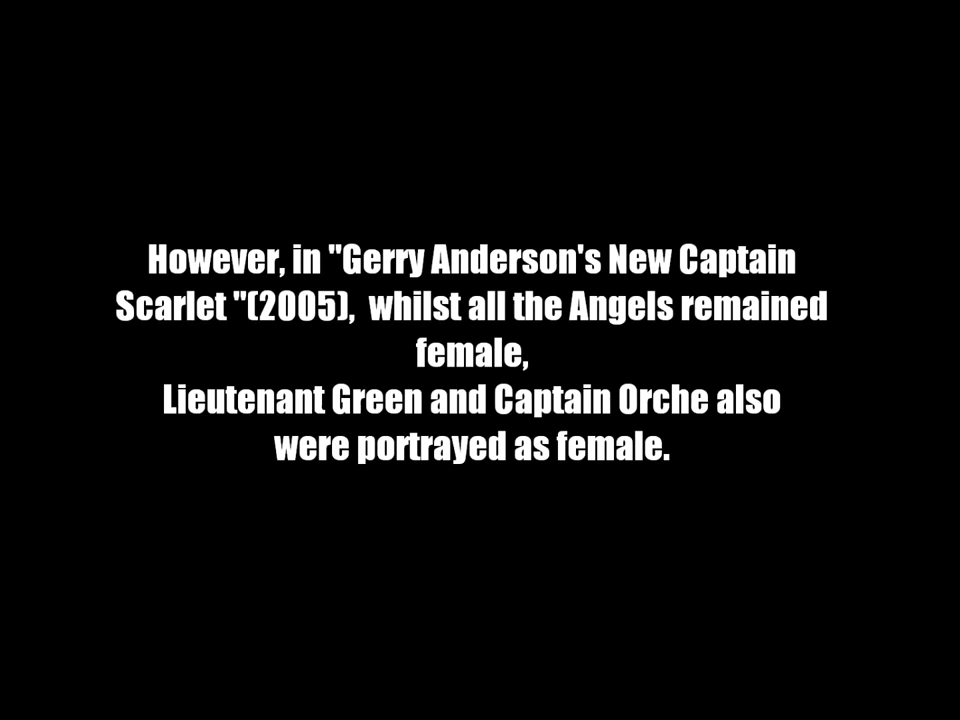 However, in "Gerry Anderson's New Captain
Scarlet "(2005),  whilst all the Angels remained
female,
Lieutenant Green and Captain Orche also
were portrayed as female.